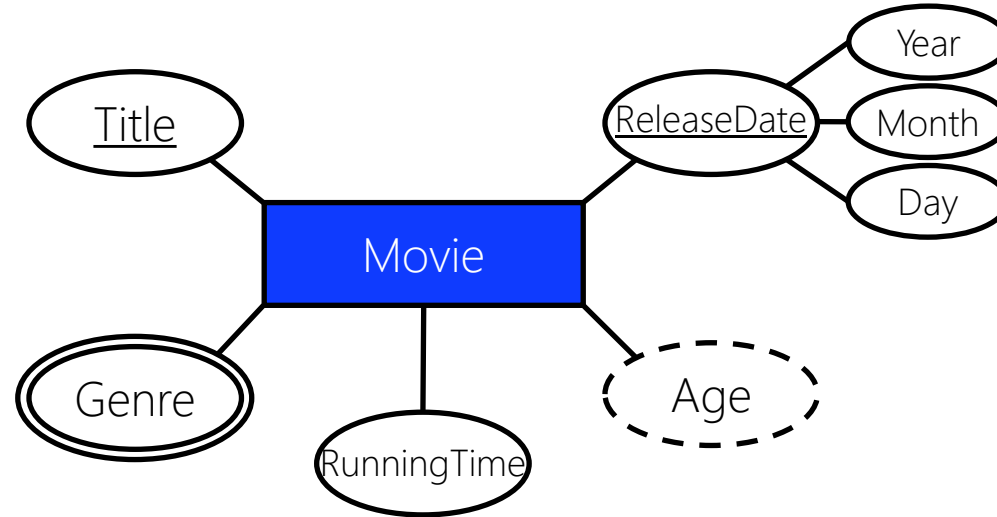 Year
Title
ReleaseDate
Month
Day
Movie
Genre
Age
RunningTime